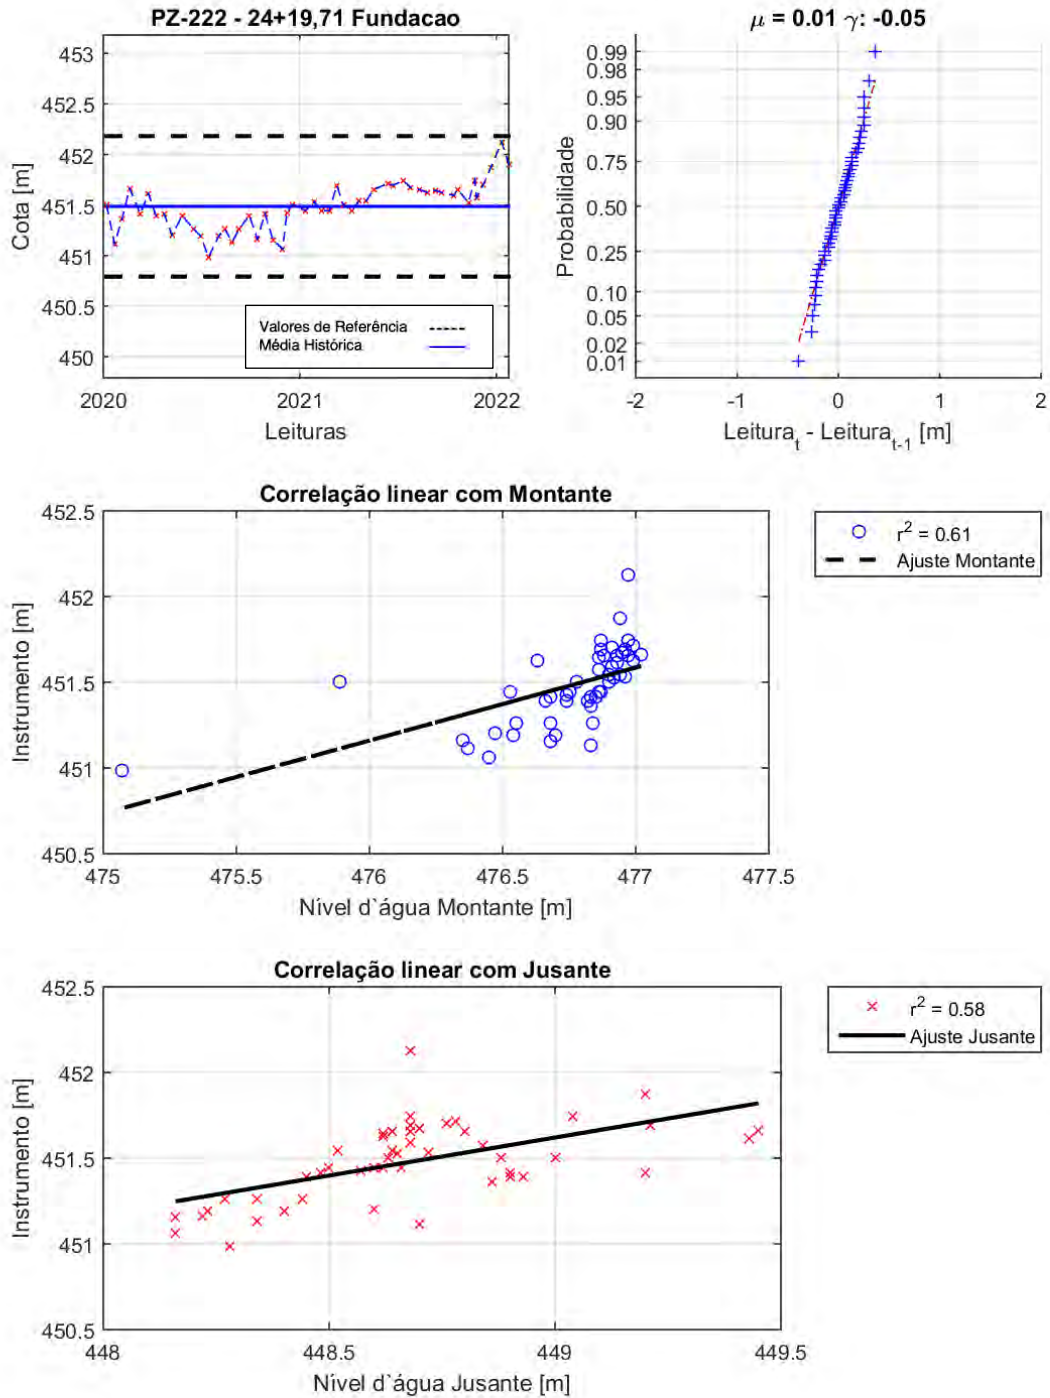 PZ-222 - 24+19,71 Fundacao
453
452.5
452
451.5
451
450.5
450
Cota [m]
Valores de Referência
Média Histórica
2020
2021
2022
Leituras
μ = 0.01 γ: -0.05
0.99
0.98
0.95
0.90
0.75
0.50
0.25
0.10
0.05
0.02
0.01
Probabilidade
-2
-1
0
1
2
Leitura_t - Leitura_t-1 [m]
Correlação linear com Montante
452.5
452
451.5
451
450.5
Instrumento [m]
475
475.5
476
476.5
477
477.5
Nível d`água Montante [m]
r² = 0.61
Ajuste Montante
Correlação linear com Jusante
452.5
452
451.5
451
450.5
Instrumento [m]
448
448.5
449
449.5
Nível d`água Jusante [m]
r² = 0.58
Ajuste Jusante